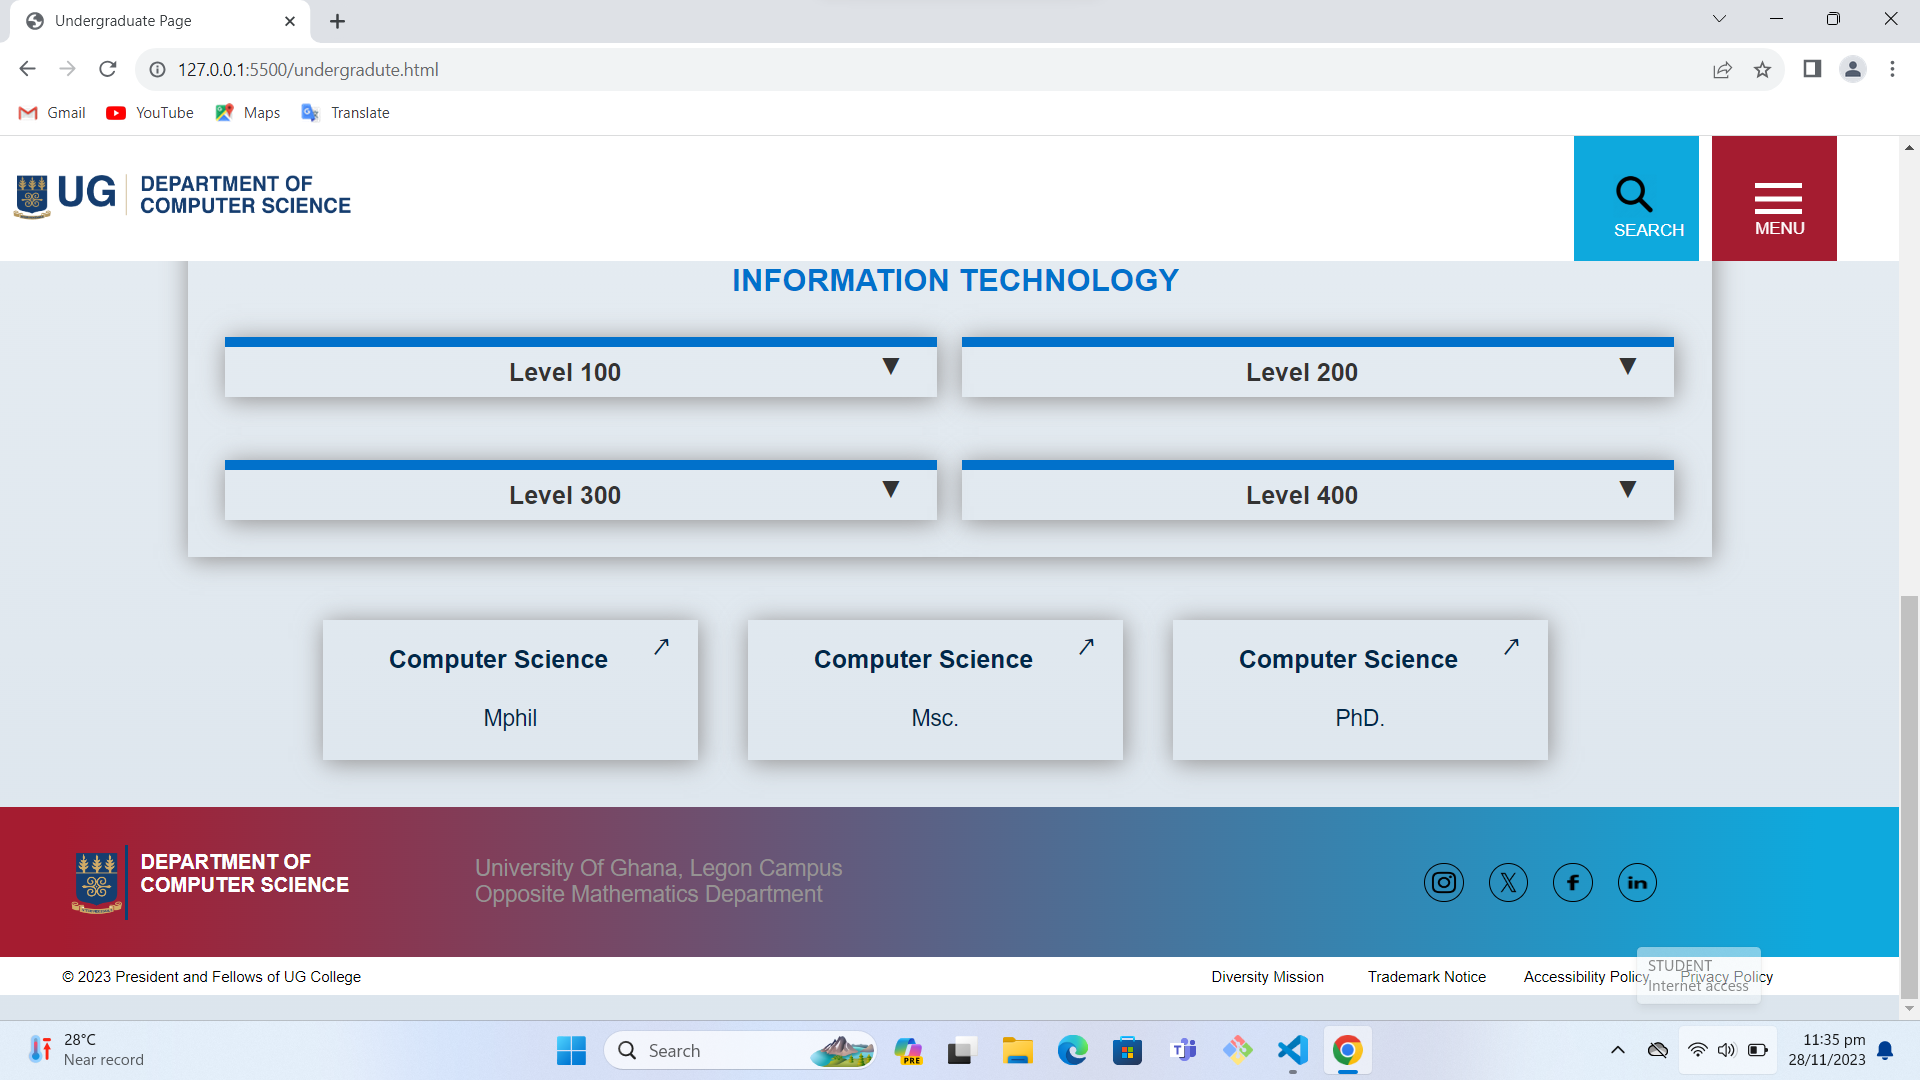 Undergraduate Page
127.0.0.1:5500/undergradute.html
Gmail YouTube Maps Translate
UG DEPARTMENT OF
COMPUTER SCIENCE
SEARCH
MENU
INFORMATION TECHNOLOGY
Level 100 Level 200
Level 300 Level 400
Computer Science
Mphil
Computer Science
Msc.
Computer Science
PhD.
DEPARTMENT OF
COMPUTER SCIENCE
University Of Ghana, Legon Campus
Opposite Mathematics Department
© 2023 President and Fellows of UG College
Diversity Mission Trademark Notice Accessibility Policy Privacy Policy
STUDENT
Internet access
28°C
Near record
Search
PRE
11:35 pm
28/11/2023